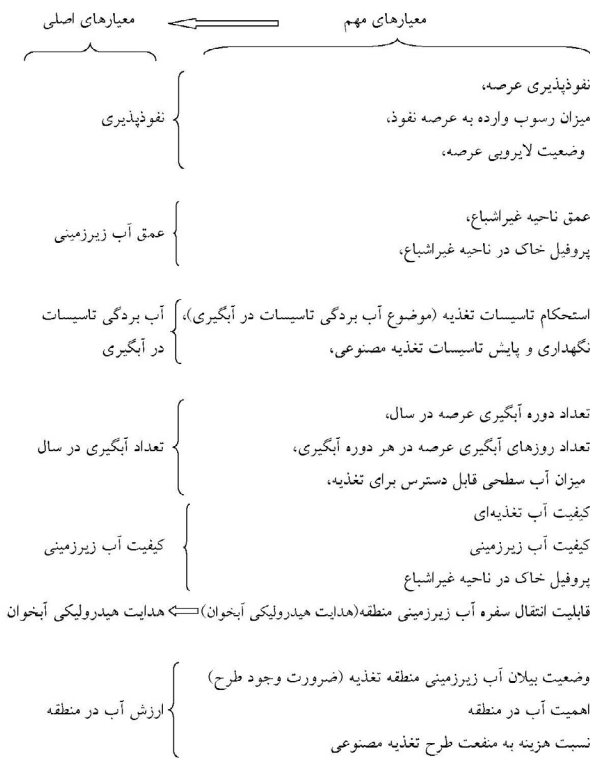 معیارهای مهم
معیارهای اصلی
نفوذپذیری عرصه،
میزان رسوب وارده به عرصه نفوذ،
نفوذپذیری
وضعیت لایروبی عرصه،
عمق ناحیه غیراشباع،
عمق آب زیرزمینی
پروفیل خاک در ناحیه غیراشباع،
استحکام تاسیسات تغذیه (موضوع آب بردگی تاسیسات در آبگیری)،
آب بردگی تاسیسات
نگهداری و پایش تاسیسات تغذیه مصنوعی،
در آبگیری
تعداد دوره آبگیری عرصه در سال،
تعداد روزهای آبگیری عرصه در هر دوره آبگیری،
تعداد آبگیری در سال
میزان آب سطحی قابل دسترس برای تغذیه،
کیفیت آب تغذیه‌ای
کیفیت آب زیرزمینی
کیفیت آب زیرزمینی
پروفیل خاک در ناحیه غیراشباع
قابلیت انتقال سفره آب زیرزمینی منطقه(هدایت هیدرولیکی آبخوان)
هدایت هیدرولیکی آبخوان
وضعیت بیلان آب زیرزمینی منطقه تغذیه (ضرورت وجود طرح)
اهمیت آب در منطقه
ارزش آب در منطقه
نسبت هزینه به منفعت طرح تغذیه مصنوعی